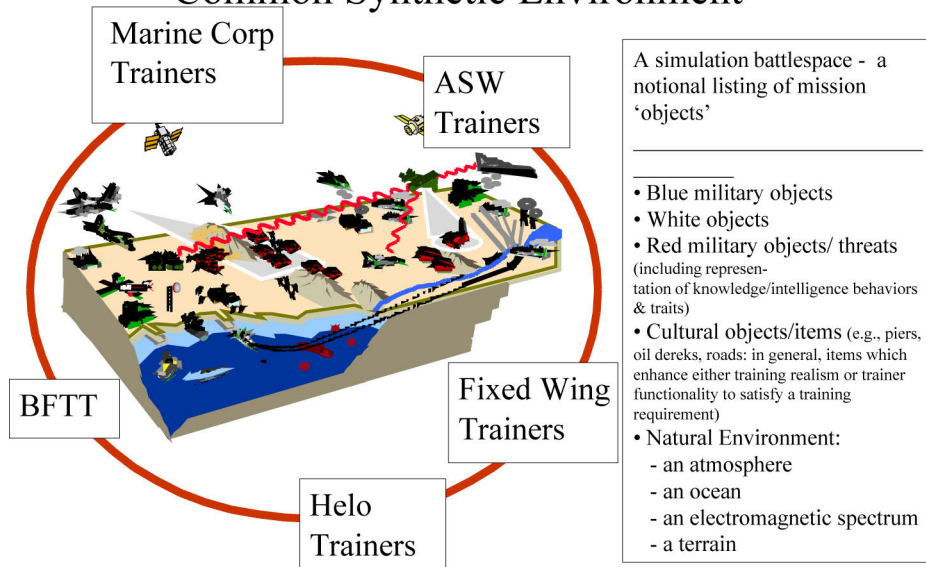 Common Synthetic Environment
Marine Corp
Trainers
ASW
Trainers
BFTT
Fixed Wing
Trainers
Helo
Trainers
A simulation battlespace - a
notional listing of mission
‘objects’
• Blue military objects
• White objects
• Red military objects/ threats
(including represen-
tation of knowledge/intelligence behaviors
& traits)
• Cultural objects/items (e.g., piers,
oil dereks, roads: in general, items which
enhance either training realism or trainer
functionality to satisfy a training
requirement)
• Natural Environment:
- an atmosphere
- an ocean
- an electromagnetic spectrum
- a terrain